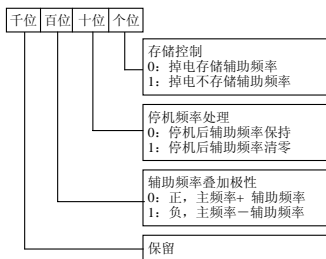 千位 百位 十位 个位
存储控制
0: 掉电存储辅助频率
1: 掉电不存储辅助频率
停机频率处理
0: 停机后辅助频率保持
1: 停机后辅助频率清零
辅助频率叠加极性
0: 正, 主频率+ 辅助频率
1: 负, 主频率－辅助频率
保留